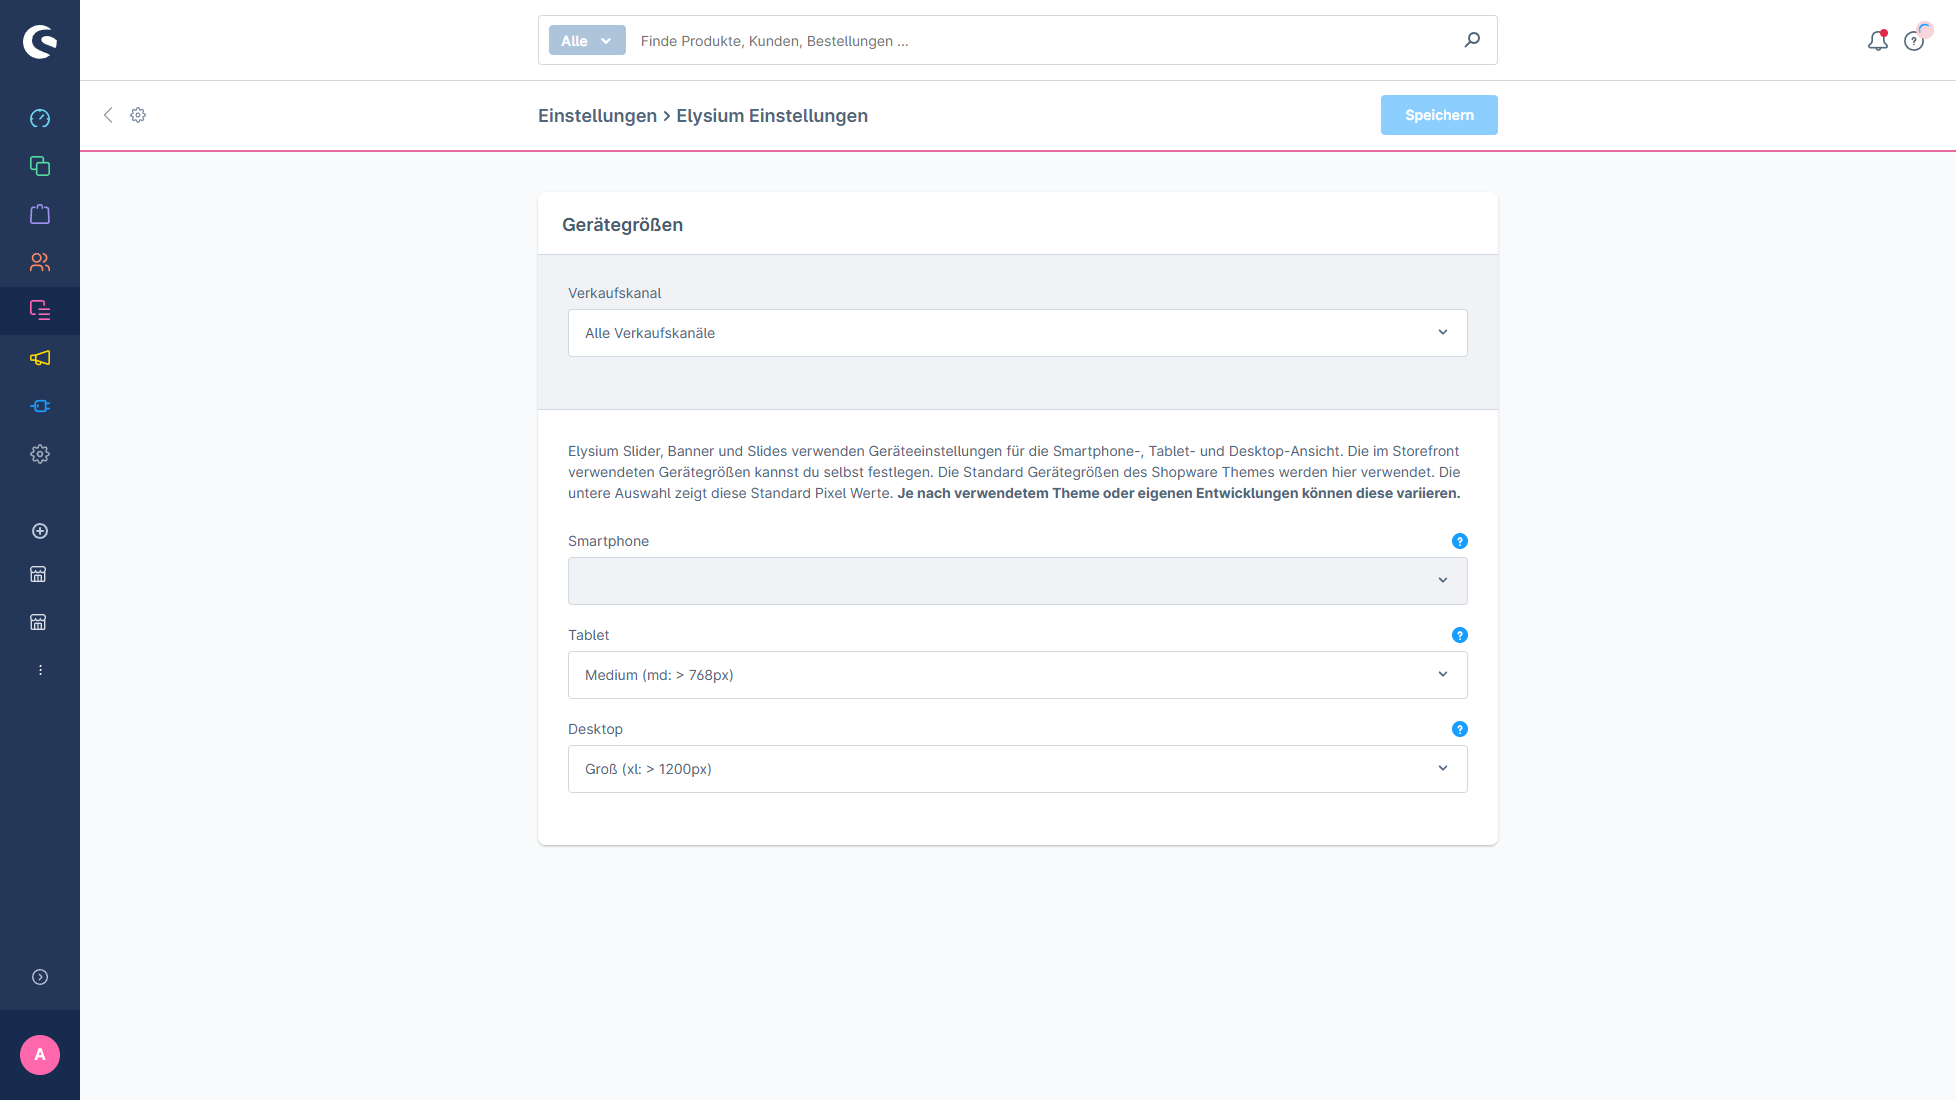 Alle
Finde Produkte, Kunden, Bestellungen ...
Einstellungen > Elysium Einstellungen
Speichern
Gerätegrößen
Verkaufskanal
Alle Verkaufskanäle
Elysium Slider, Banner und Slides verwenden Geräteeinstellungen für die Smartphone-, Tablet- und Desktop-Ansicht. Die im Storefront
verwendeten Gerätegrößen kannst du selbst festlegen. Die Standard Gerätegrößen des Shopware Themes werden hier verwendet. Die
untere Auswahl zeigt diese Standard Pixel Werte. Je nach verwendetem Theme oder eigenen Entwicklungen können diese variieren.
Smartphone
Tablet
Medium (md: > 768px)
Desktop
Groß (xl: > 1200px)
A